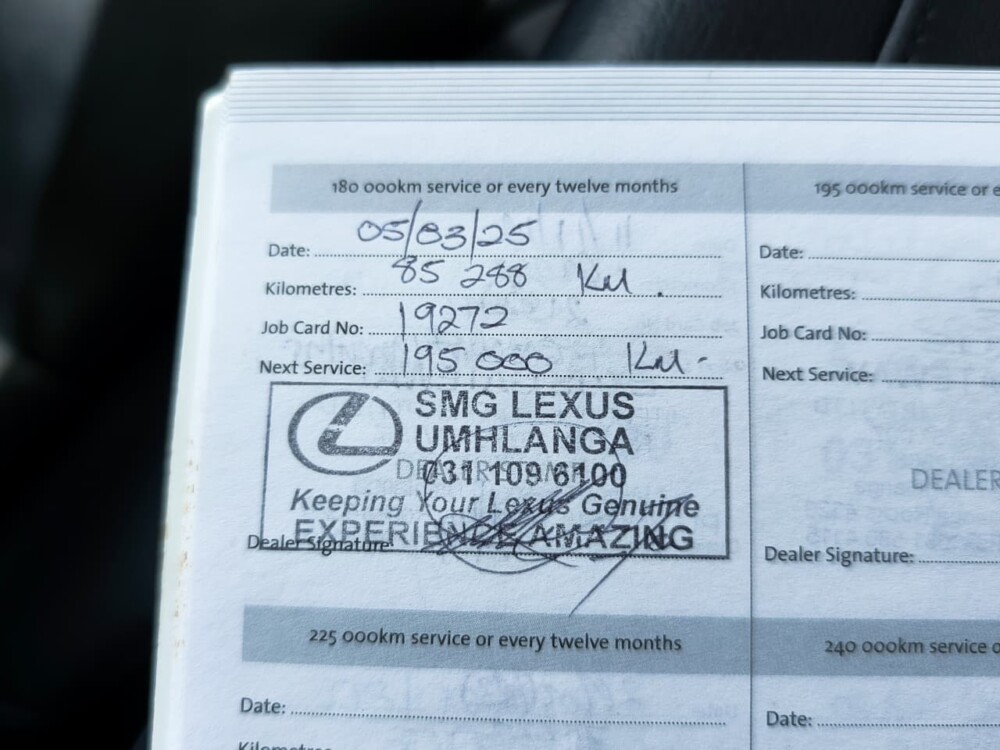 180 000km service or every twelve months
195 000km service or e
Date: 05/03/25
Date:
Kilometres: 85 288 Km.
Kilometres:
Job Card No: 19272
Job Card No:
Next Service: 195 000 Km-
Next Service:
SMG LEXUS
UMHLANGA
031 109 6100
DEALER
Keeping Your Lexus Genuine
EXPERIENCE AMAZING
Dealer Signature:
Dealer Signature:
225 000km service or every twelve months
240 000km service o
Date:
Date:
Kilometres: